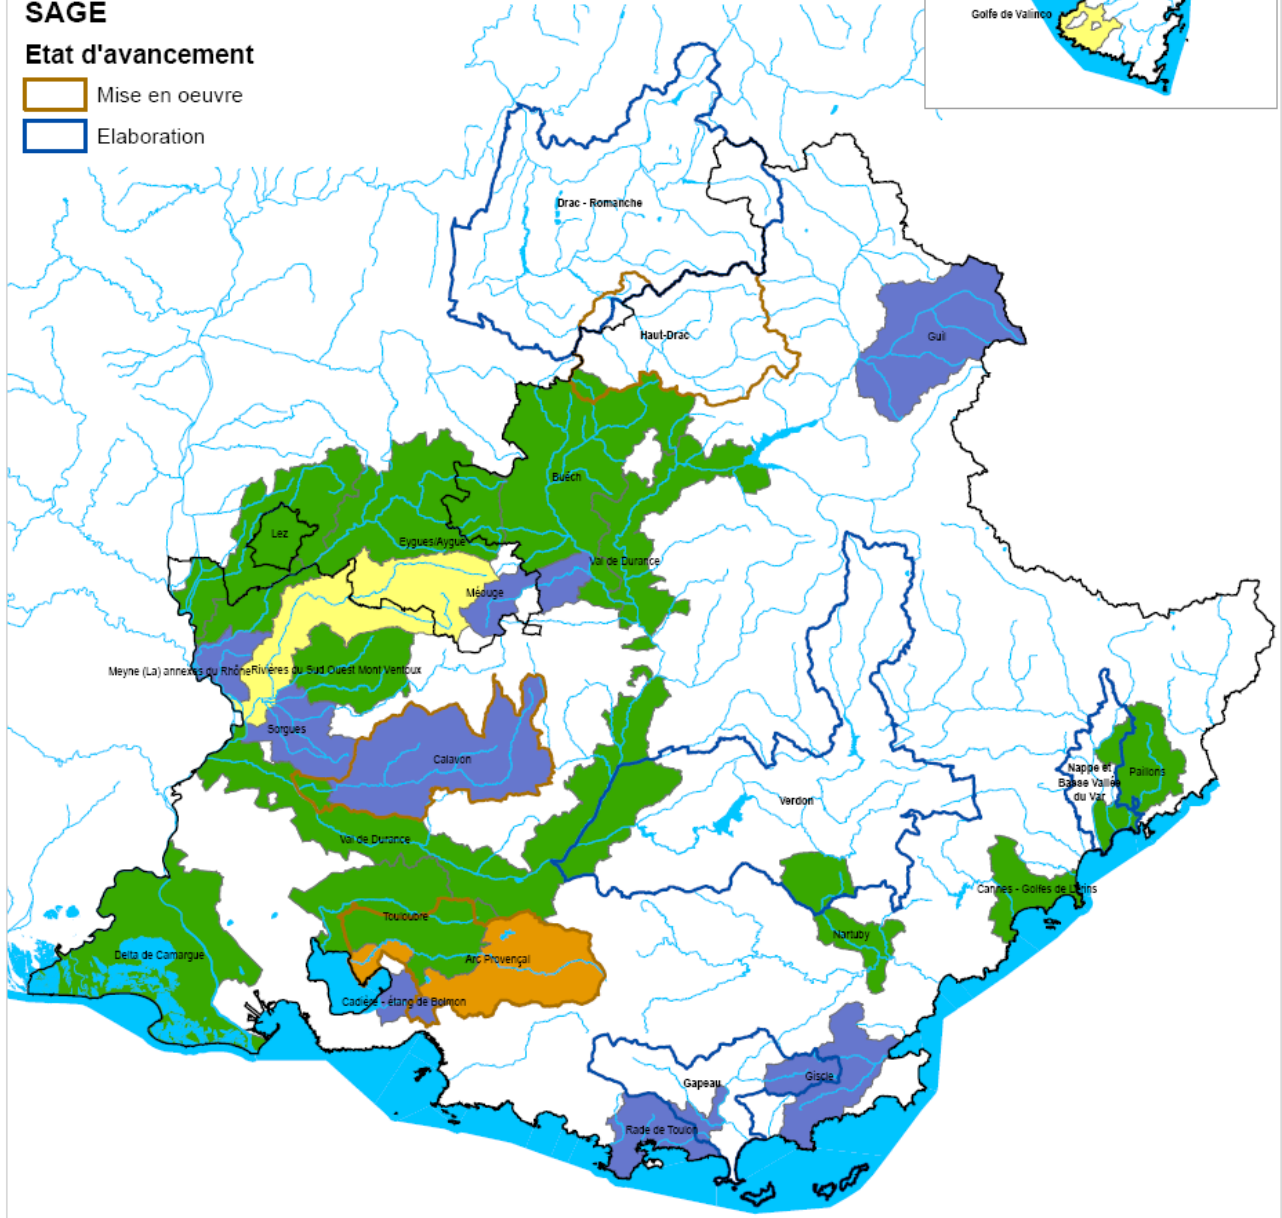 SAGE
Golfe de Valinco
Etat d'avancement
Mise en oeuvre
Elaboration
Drac - Romanche
Haut-Drac
Guil
Buëch
Lez
Eygues/Aygue
Val de Durance
Méouge
Meyne (La) annexes du Rhône
Rivières du Sud Ouest Mont Ventoux
Sorgues
Calavon
Nappe et
Basse Vallée
du Var
Paillons
Verdon
Val de Durance
Cannes - Golfes de Lérins
Touloubre
Nartuby
Delta de Camargue
Arc Provençal
Cadière - étang de Bolmon
Giscle
Gapeau
Rade de Toulon